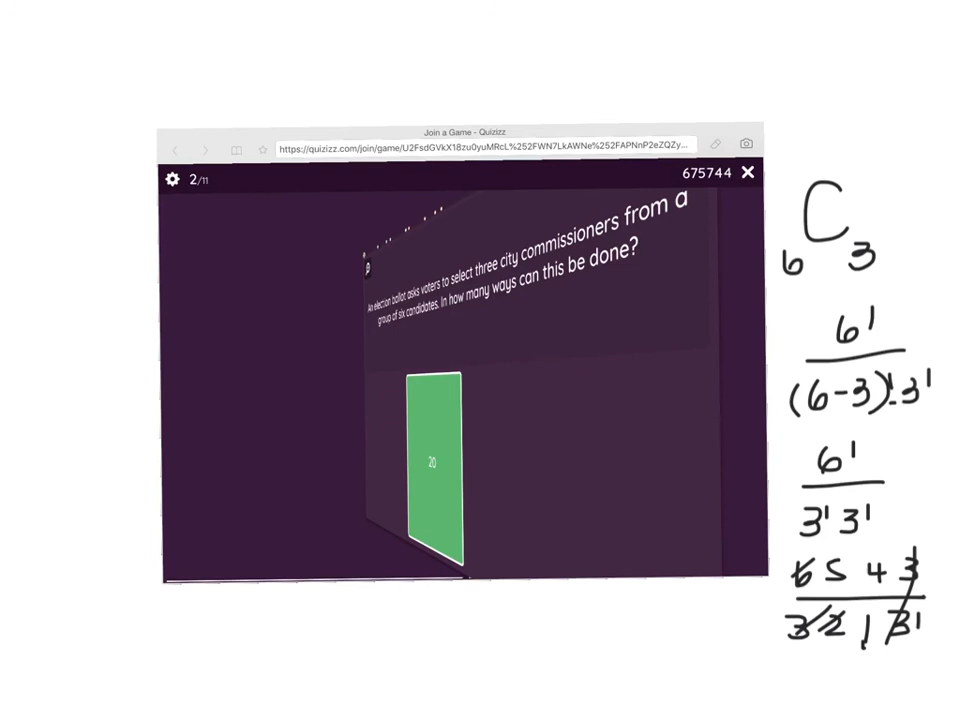 Join a Game - Quizizz
https://quizizz.com/join/game/U2FsdGVkX18zu0yuMRcL%252FWN7LkAWNe%252FAPNnP2eZQZy...
2/11
675744 ✕
An election ballot asks voters to select three city commissioners from a
group of six candidates. In how many ways can this be done?
20
6C3
6!
(6-3)!·3!
6!
3! 3!
6 5 4 3!
3 2 1 3!